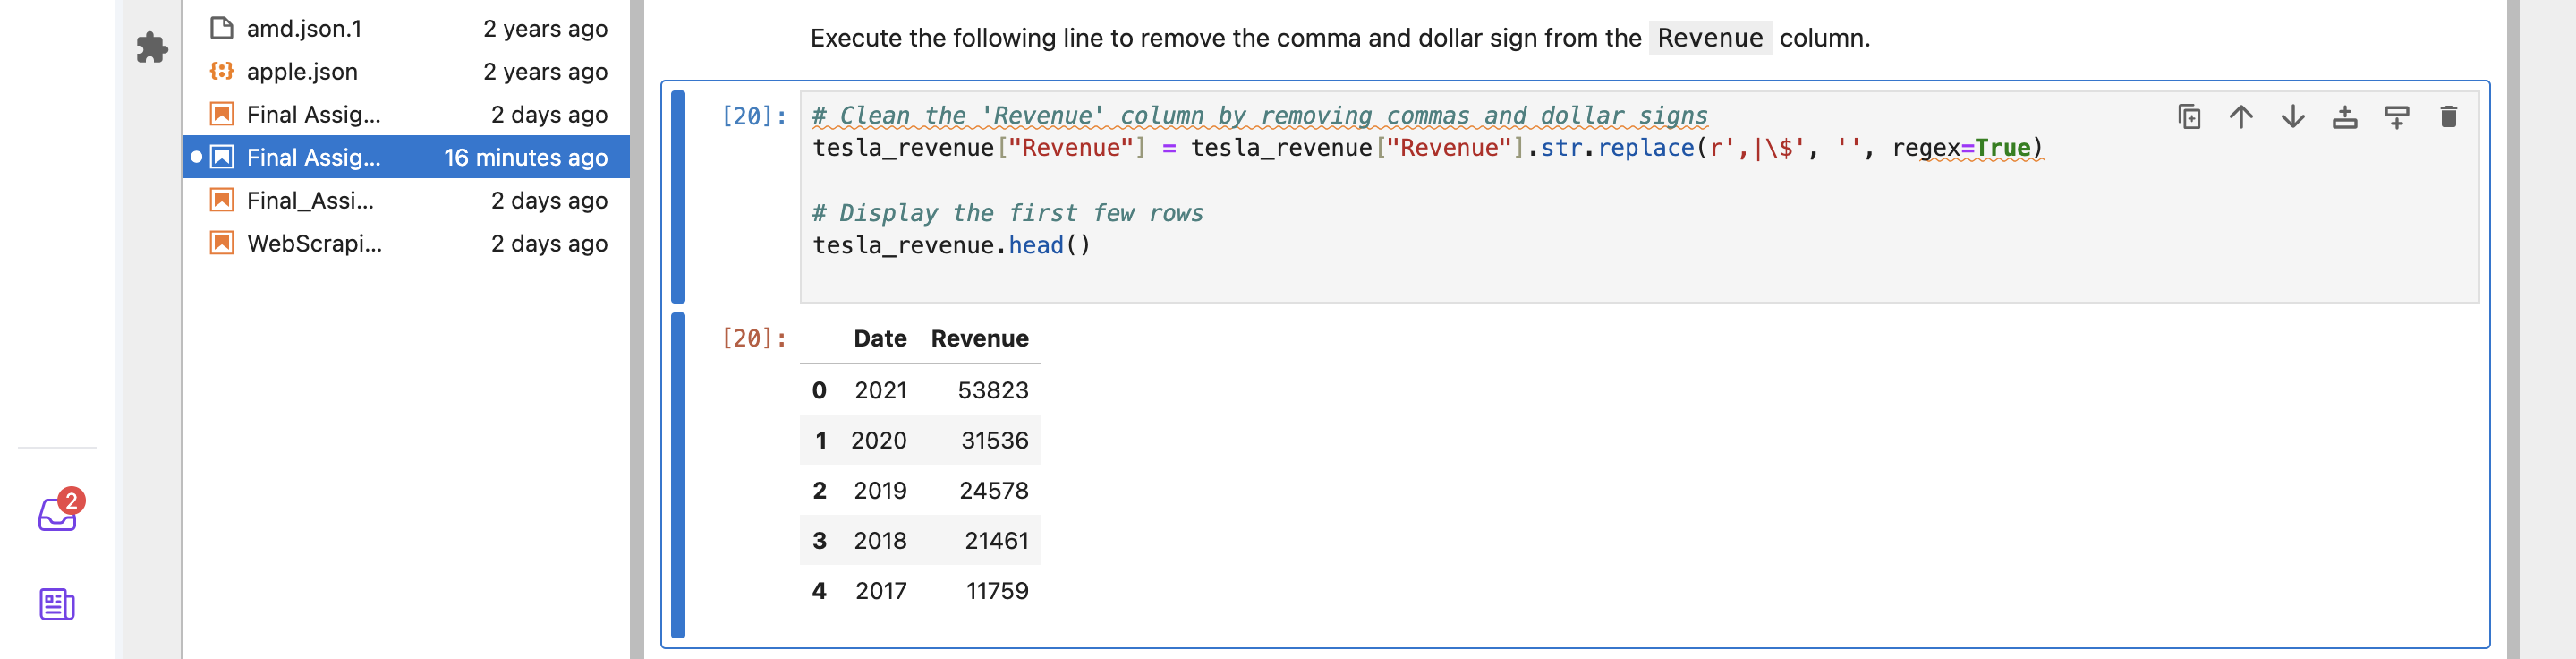 amd.json.1 2 years ago
apple.json 2 years ago
Final Assig... 2 days ago
Final Assig... 16 minutes ago
Final_Assi... 2 days ago
WebScrapi... 2 days ago
2
Execute the following line to remove the comma and dollar sign from the Revenue column.
[20]: # Clean the 'Revenue' column by removing commas and dollar signs
tesla_revenue["Revenue"] = tesla_revenue["Revenue"].str.replace(r',|\$', '', regex=True)
# Display the first few rows
tesla_revenue.head()
[20]: Date Revenue
0 2021 53823
1 2020 31536
2 2019 24578
3 2018 21461
4 2017 11759